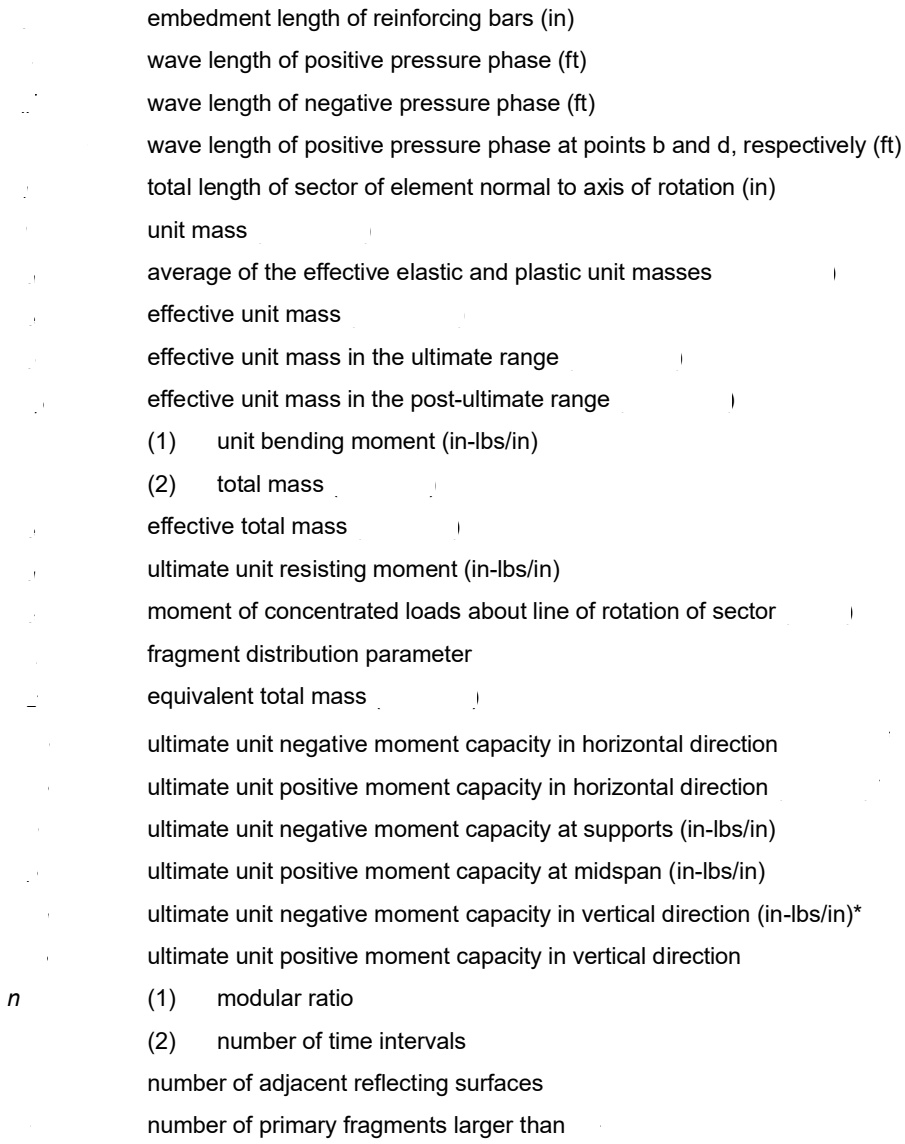 embedment length of reinforcing bars (in)
wave length of positive pressure phase (ft)
wave length of negative pressure phase (ft)
wave length of positive pressure phase at points b and d, respectively (ft)
total length of sector of element normal to axis of rotation (in)
unit mass
average of the effective elastic and plastic unit masses )
effective unit mass
effective unit mass in the ultimate range )
effective unit mass in the post-ultimate range )
(1) unit bending moment (in-lbs/in)
(2) total mass
effective total mass )
ultimate unit resisting moment (in-lbs/in)
moment of concentrated loads about line of rotation of sector )
fragment distribution parameter
equivalent total mass )
ultimate unit negative moment capacity in horizontal direction
ultimate unit positive moment capacity in horizontal direction
ultimate unit negative moment capacity at supports (in-lbs/in)
ultimate unit positive moment capacity at midspan (in-lbs/in)
ultimate unit negative moment capacity in vertical direction (in-lbs/in)*
ultimate unit positive moment capacity in vertical direction
n (1) modular ratio
(2) number of time intervals
number of adjacent reflecting surfaces
number of primary fragments larger than